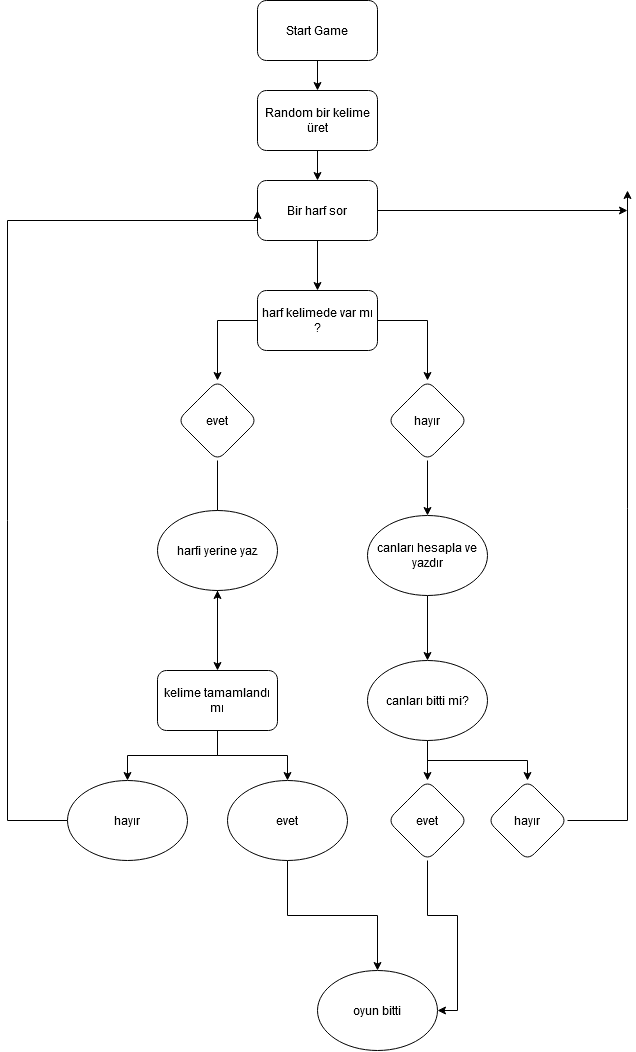 Start Game
Random bir kelime
üret
Bir harf sor
harf kelimede var mı
?
evet
hayır
harfi yerine yaz
canları hesapla ve
yazdır
kelime tamamlandı
mı
canları bitti mi?
hayır
evet
evet
hayır
oyun bitti